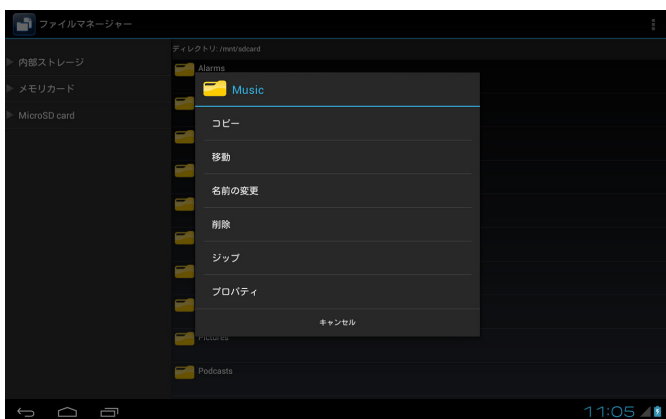 ファイルマネージャー
ディレクトリ: /mnt/sdcard
内部ストレージ
メモリカード
MicroSD card
Alarms
Music
コピー
移動
名前の変更
削除
ジップ
プロパティ
キャンセル
Pictures
Podcasts
11:05